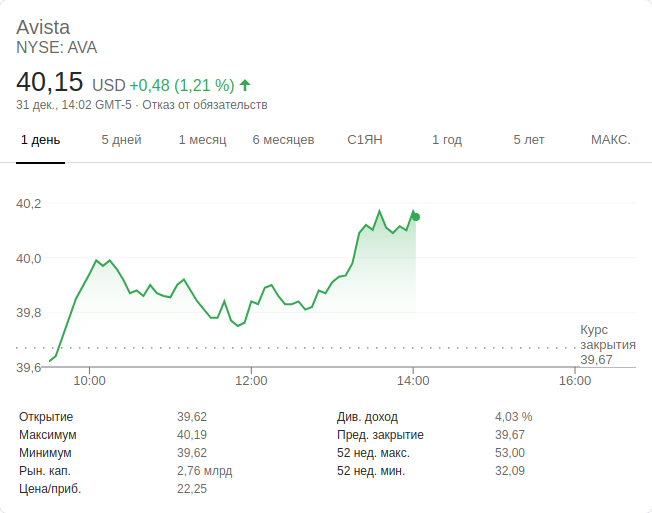 Avista
NYSE: AVA
40,15 USD +0,48 (1,21 %)
31 дек., 14:02 GMT-5 · Отказ от обязательств
1 день 5 дней 1 месяц 6 месяцев С1ЯН 1 год 5 лет МАКС.
40,2
40,0
39,8
39,6
Курс
закрытия
39,67
10:00 12:00 14:00 16:00
Открытие 39,62 Див. доход 4,03 %
Максимум 40,19 Пред. закрытие 39,67
Минимум 39,62 52 нед. макс. 53,00
Рын. кап. 2,76 млрд 52 нед. мин. 32,09
Цена/приб. 22,25